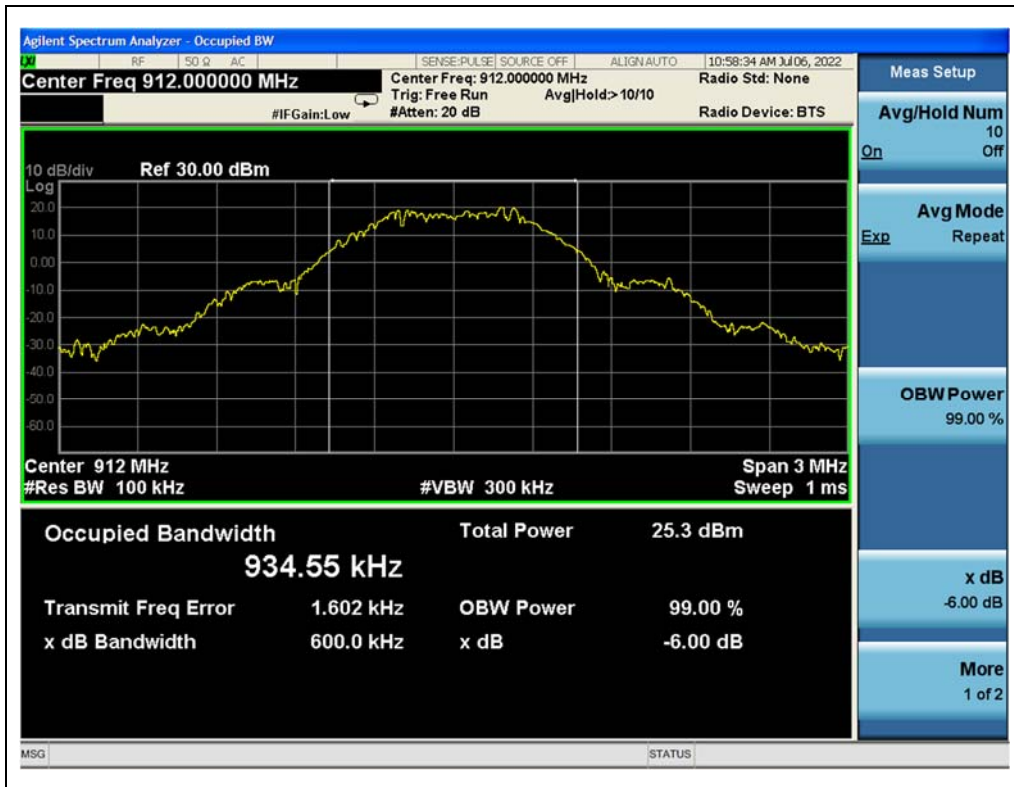 Agilent Spectrum Analyzer - Occupied BW
LXI RF 50 Ω AC SENSE:PULSE SOURCE OFF ALIGN AUTO 10:58:34 AM Jul 06, 2022
Center Freq 912.000000 MHz
Center Freq: 912.000000 MHz
Radio Std: None
Trig: Free Run Avg|Hold:> 10/10
#IFGain:Low
#Atten: 20 dB
Radio Device: BTS
10 dB/div Ref 30.00 dBm
Log
20.0
10.0
0.00
-10.0
-20.0
-30.0
-40.0
-50.0
-60.0
Center 912 MHz Span 3 MHz
#Res BW 100 kHz #VBW 300 kHz Sweep 1 ms
Occupied Bandwidth Total Power 25.3 dBm
934.55 kHz
Transmit Freq Error 1.602 kHz OBW Power 99.00 %
x dB Bandwidth 600.0 kHz x dB -6.00 dB
Meas Setup
Avg/Hold Num
10
On Off
Avg Mode
Exp Repeat
OBW Power
99.00 %
x dB
-6.00 dB
More
1 of 2
MSG STATUS